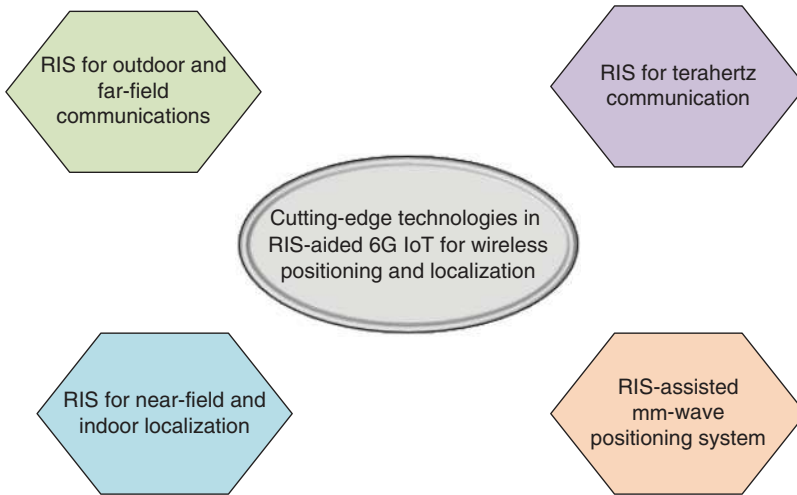 RIS for outdoor and
far-field
communications
RIS for terahertz
communication
Cutting-edge technologies in
RIS-aided 6G IoT for wireless
positioning and localization
RIS for near-field and
indoor localization
RIS-assisted
mm-wave
positioning system